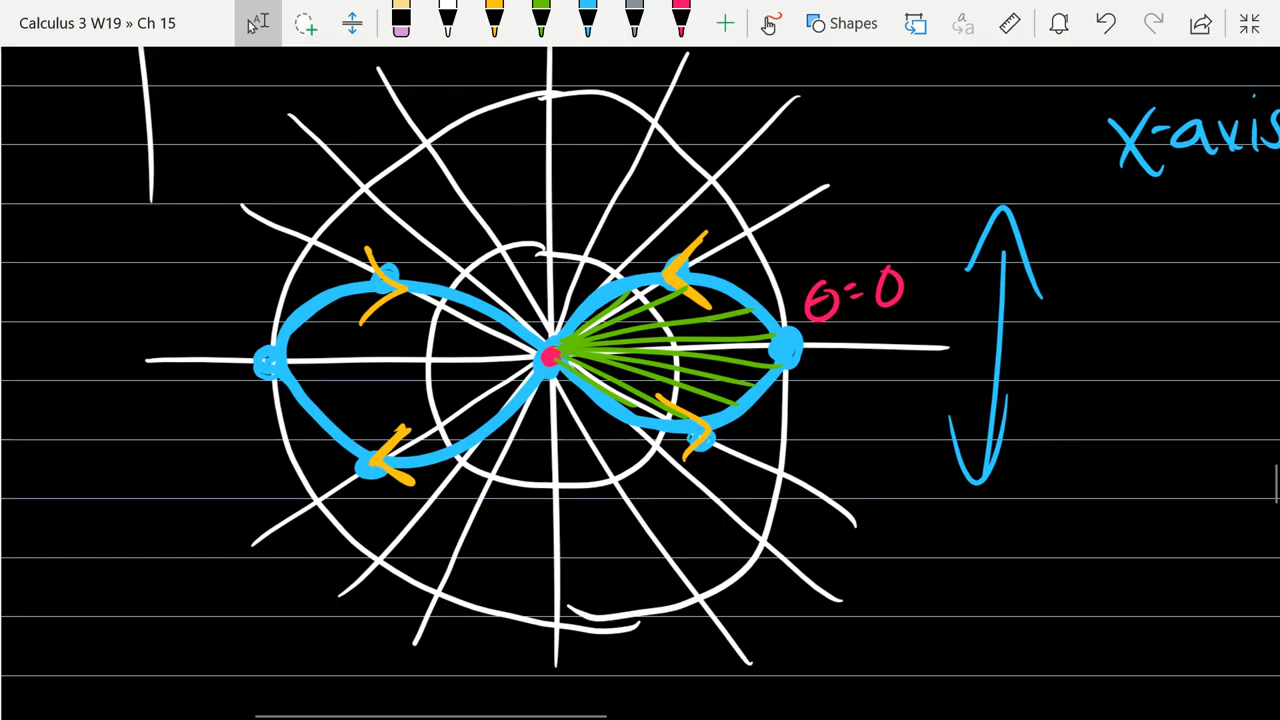 Calculus 3 W19 » Ch 15
Shapes
x-axis
θ=0